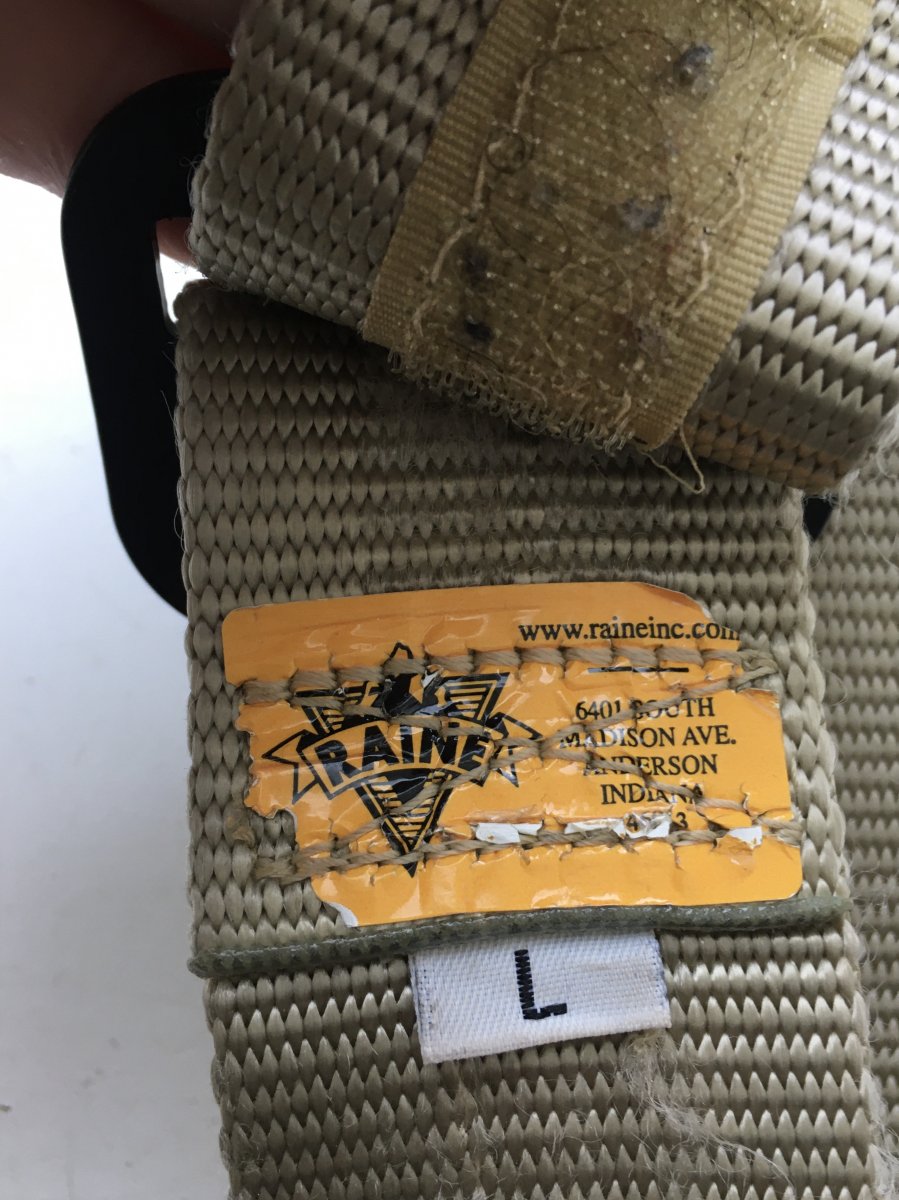 www.raineinc.com
RAINE
6401 SOUTH
MADISON AVE.
ANDERSON
INDIANA
L